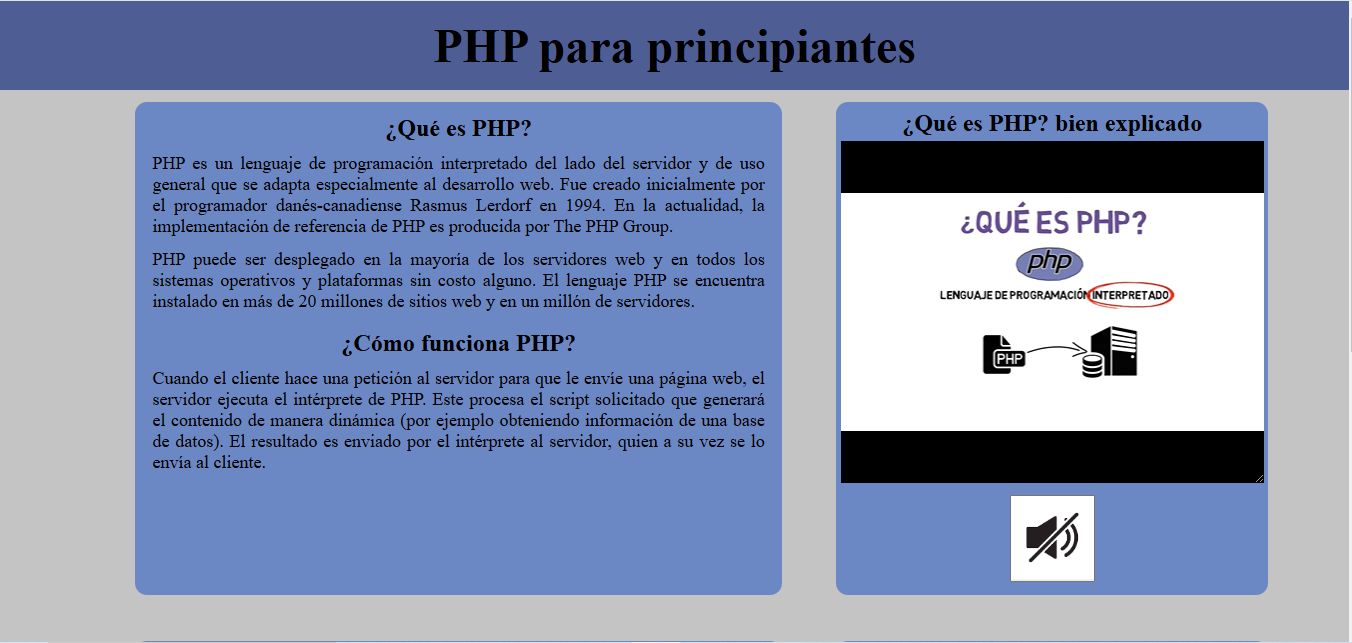 PHP para principiantes
¿Qué es PHP?
PHP es un lenguaje de programación interpretado del lado del servidor y de uso
general que se adapta especialmente al desarrollo web. Fue creado inicialmente por
el programador danés-canadiense Rasmus Lerdorf en 1994. En la actualidad, la
implementación de referencia de PHP es producida por The PHP Group.
PHP puede ser desplegado en la mayoría de los servidores web y en todos los
sistemas operativos y plataformas sin costo alguno. El lenguaje PHP se encuentra
instalado en más de 20 millones de sitios web y en un millón de servidores.
¿Cómo funciona PHP?
Cuando el cliente hace una petición al servidor para que le envíe una página web, el
servidor ejecuta el intérprete de PHP. Este procesa el script solicitado que generará
el contenido de manera dinámica (por ejemplo obteniendo información de una base
de datos). El resultado es enviado por el intérprete al servidor, quien a su vez se lo
envía al cliente.
¿Qué es PHP? bien explicado
¿QUÉ ES PHP?
php
LENGUAJE DE PROGRAMACIÓN INTERPRETADO
PHP